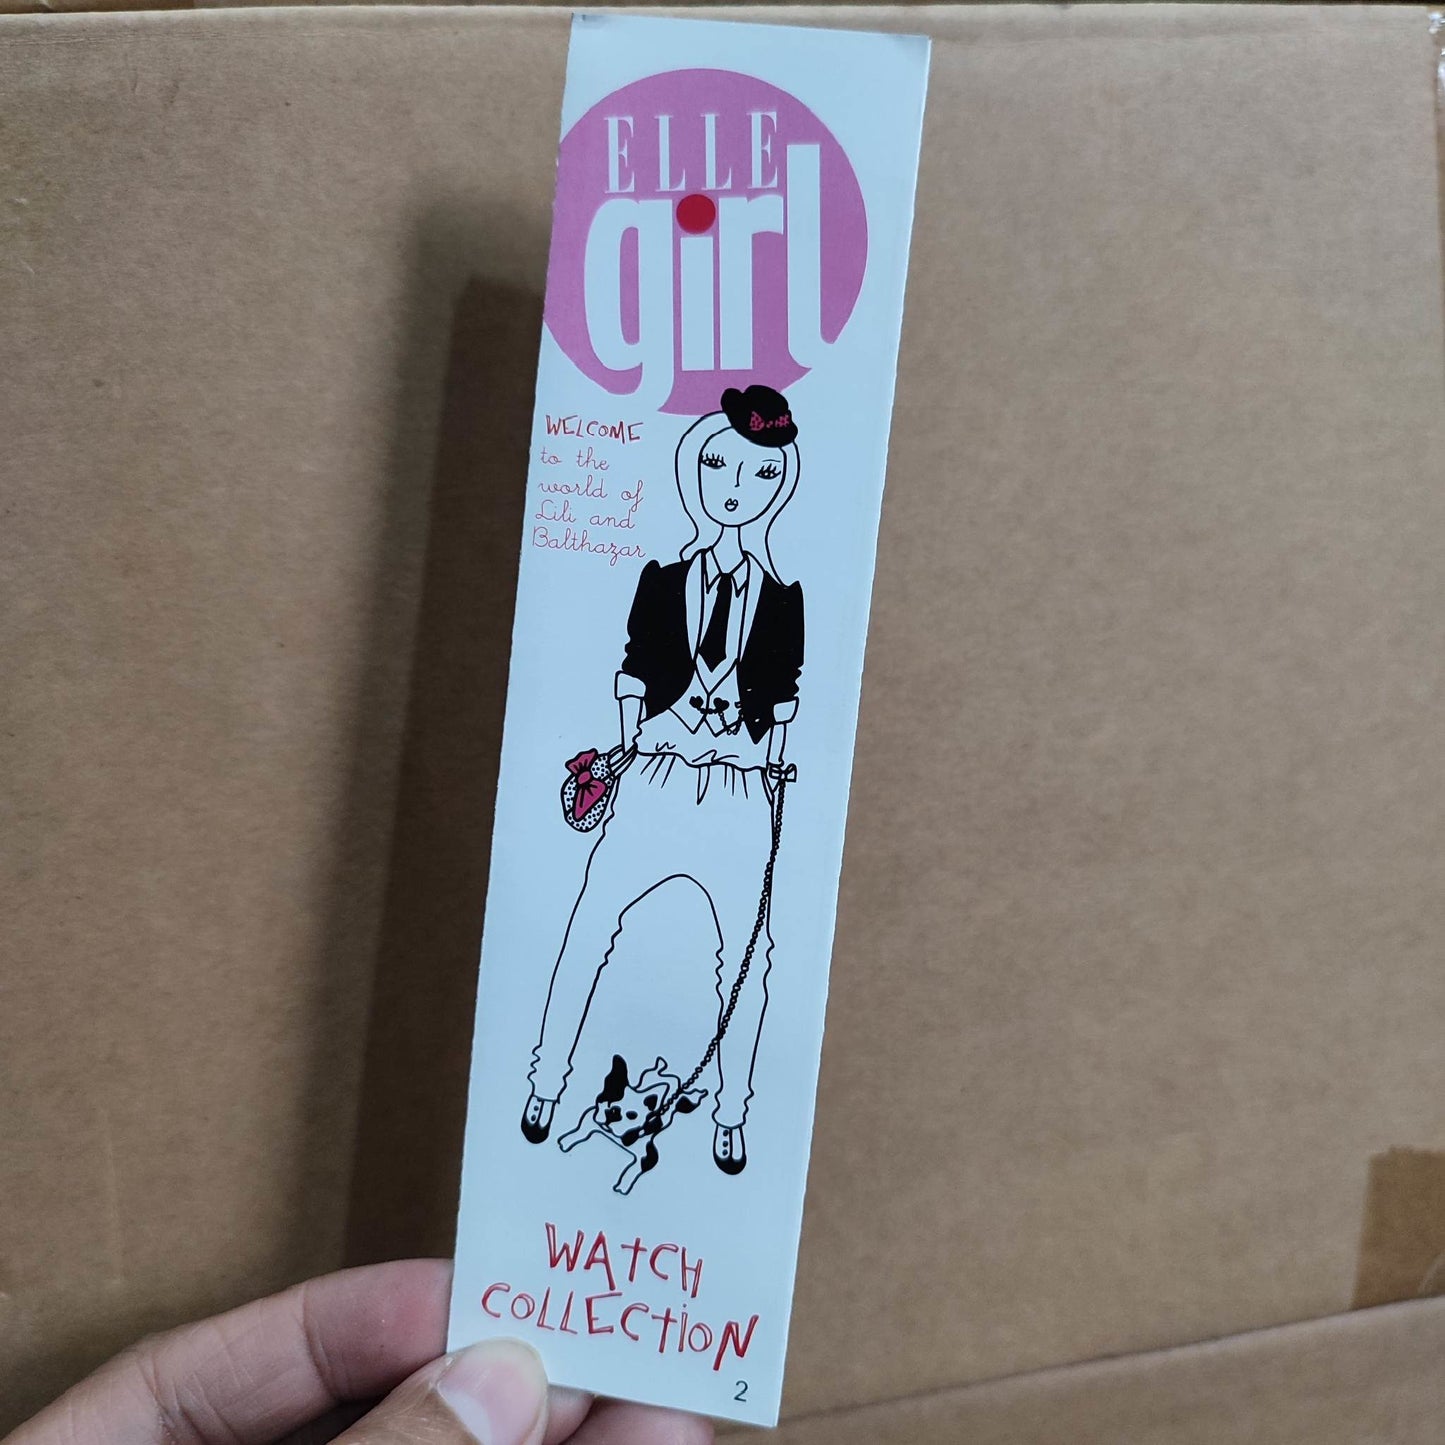 ELLE
girl
WELCOME
to the
world of
Lili and
Balthazar
WATCH
COLLECTION
2